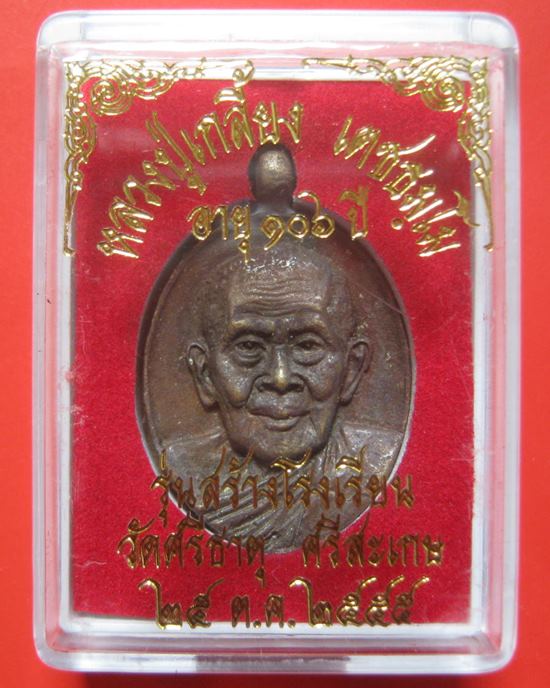 หลวงปู่เกลี้ยง เตชธมฺโม
อายุ ๑๐๖ ปี
รุ่นสร้างโรงเรียน
วัดศรีธาตุ ศรีสะเกษ
๒๕ ต.ค. ๒๕๕๕